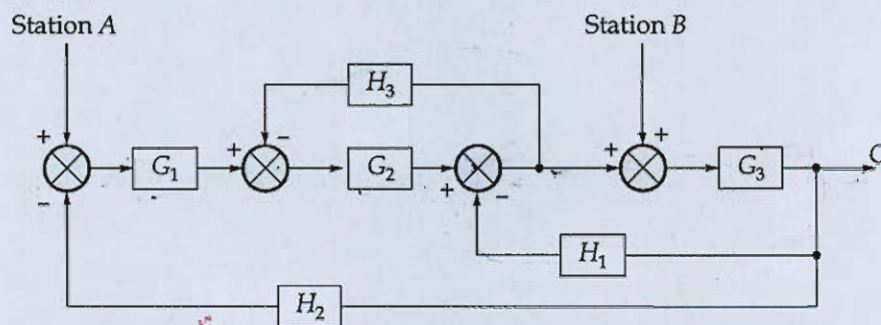 Station A
Station B
H₃
+
−
+
+
+
G₁
G₂
G₃
C
−
+
−
H₁
H₂